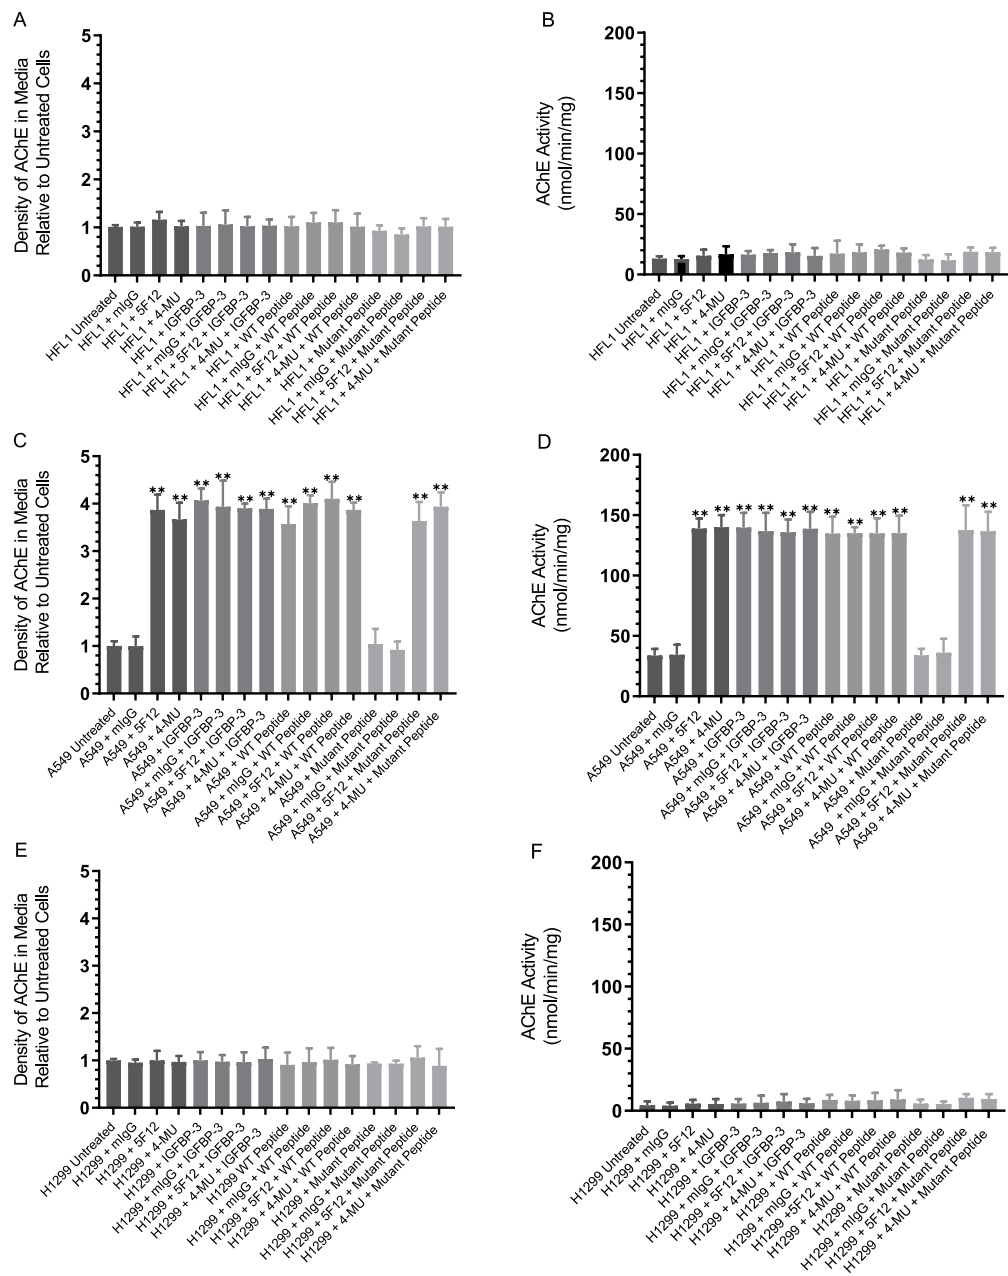 A
Density of AChE in Media
Relative to Untreated Cells
5
4
3
2
1
0
HFL1 Untreated
HFL1 + mIgG
HFL1 + 5F12
HFL1 + 4-MU
HFL1 + IGFBP-3
HFL1 + mIgG + IGFBP-3
HFL1 + 5F12 + IGFBP-3
HFL1 + 4-MU + IGFBP-3
HFL1 + WT Peptide
HFL1 + mIgG + WT Peptide
HFL1 + 5F12 + WT Peptide
HFL1 + 4-MU + WT Peptide
HFL1 + Mutant Peptide
HFL1 + mIgG + Mutant Peptide
HFL1 + 5F12 + Mutant Peptide
HFL1 + 4-MU + Mutant Peptide
B
AChE Activity
(nmol/min/mg)
200
150
100
50
0
HFL1 Untreated
HFL1 + mIgG
HFL1 + 5F12
HFL1 + 4-MU
HFL1 + IGFBP-3
HFL1 + mIgG + IGFBP-3
HFL1 + 5F12 + IGFBP-3
HFL1 + 4-MU + IGFBP-3
HFL1 + WT Peptide
HFL1 + mIgG + WT Peptide
HFL1 + 5F12 + WT Peptide
HFL1 + 4-MU + WT Peptide
HFL1 + Mutant Peptide
HFL1 + mIgG + Mutant Peptide
HFL1 + 5F12 + Mutant Peptide
HFL1 + 4-MU + Mutant Peptide
C
Density of AChE in Media
Relative to Untreated Cells
5
4
3
2
1
0
** ** ** ** ** ** ** ** ** ** ** **
A549 Untreated
A549 + mIgG
A549 + 5F12
A549 + 4-MU
A549 + IGFBP-3
A549 + mIgG + IGFBP-3
A549 + 5F12 + IGFBP-3
A549 + 4-MU + IGFBP-3
A549 + WT Peptide
A549 + mIgG + WT Peptide
A549 + 5F12 + WT Peptide
A549 + 4-MU + WT Peptide
A549 + Mutant Peptide
A549 + mIgG + Mutant Peptide
A549 + 5F12 + Mutant Peptide
A549 + 4-MU + Mutant Peptide
D
AChE Activity
(nmol/min/mg)
200
150
100
50
0
** ** ** ** ** ** ** ** ** ** ** **
A549 Untreated
A549 + mIgG
A549 + 5F12
A549 + 4-MU
A549 + IGFBP-3
A549 + mIgG + IGFBP-3
A549 + 5F12 + IGFBP-3
A549 + 4-MU + IGFBP-3
A549 + WT Peptide
A549 + mIgG + WT Peptide
A549 + 5F12 + WT Peptide
A549 + 4-MU + WT Peptide
A549 + Mutant Peptide
A549 + mIgG + Mutant Peptide
A549 + 5F12 + Mutant Peptide
A549 + 4-MU + Mutant Peptide
E
Density of AChE in Media
Relative to Untreated Cells
5
4
3
2
1
0
H1299 Untreated
H1299 + mIgG
H1299 + 5F12
H1299 + 4-MU
H1299 + IGFBP-3
H1299 + mIgG + IGFBP-3
H1299 + 5F12 + IGFBP-3
H1299 + 4-MU + IGFBP-3
H1299 + WT Peptide
H1299 + mIgG + WT Peptide
H1299 + 5F12 + WT Peptide
H1299 + 4-MU + WT Peptide
H1299 + Mutant Peptide
H1299 + mIgG + Mutant Peptide
H1299 + 5F12 + Mutant Peptide
H1299 + 4-MU + Mutant Peptide
F
AChE Activity
(nmol/min/mg)
200
150
100
50
0
H1299 Untreated
H1299 + mIgG
H1299 + 5F12
H1299 + 4-MU
H1299 + IGFBP-3
H1299 + mIgG + IGFBP-3
H1299 + 5F12 + IGFBP-3
H1299 + 4-MU + IGFBP-3
H1299 + WT Peptide
H1299 + mIgG + WT Peptide
H1299 +5F12 + WT Peptide
H1299 + 4-MU + WT Peptide
H1299 + Mutant Peptide
H1299 + mIgG + Mutant Peptide
H1299 + 5F12 + Mutant Peptide
H1299 + 4-MU + Mutant Peptide